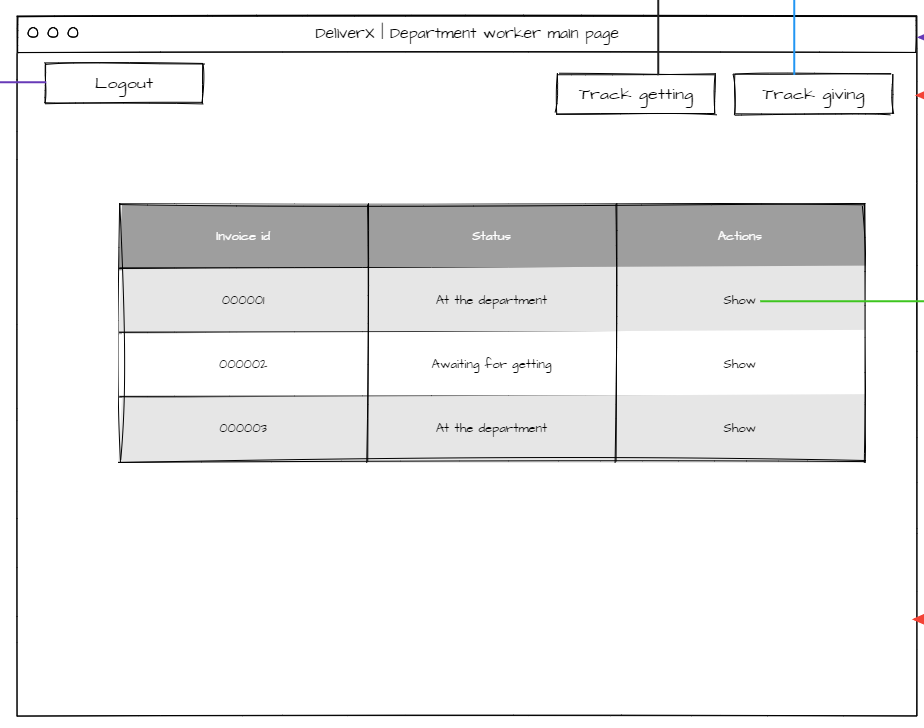 DeliverX | Department worker main page
Logout
Track getting
Track giving
Invoice id Status Actions
000001 At the department Show
000002 Awaiting for getting Show
000003 At the department Show